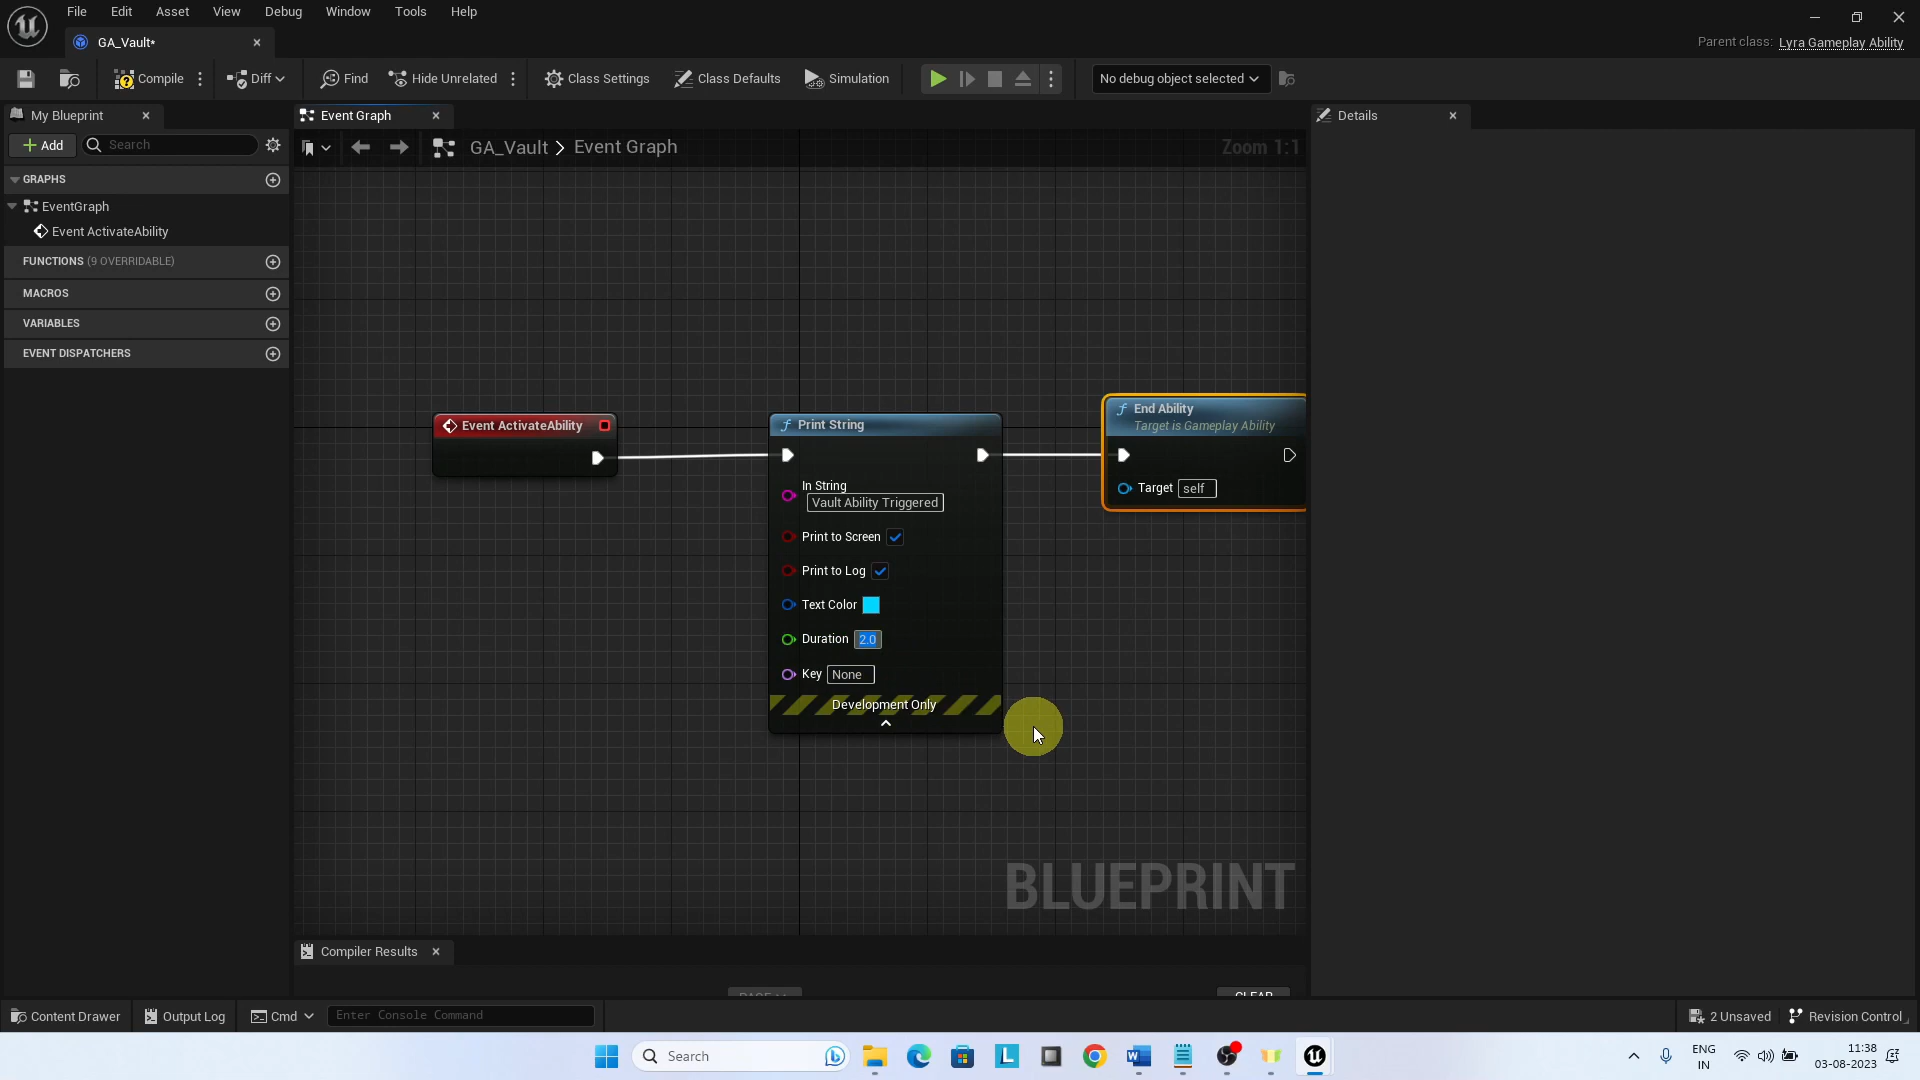 File Edit Asset View Debug Window Tools Help
GA_Vault*
Parent class: Lyra Gameplay Ability
Compile Diff Find Hide Unrelated Class Settings Class Defaults Simulation No debug object selected
My Blueprint Event Graph Details
Add Search GA_Vault Event Graph Zoom 1:1
GRAPHS
EventGraph
Event ActivateAbility
FUNCTIONS (9 OVERRIDABLE)
MACROS
VARIABLES
EVENT DISPATCHERS
Event ActivateAbility
Print String
In String
Vault Ability Triggered
Print to Screen
Print to Log
Text Color
Duration 2.0
Key None
Development Only
End Ability
Target is Gameplay Ability
Target self
BLUEPRINT
Compiler Results
CLEAR
Content Drawer Output Log Cmd Enter Console Command 2 Unsaved Revision Control
Search
ENG
IN
11:38
03-08-2023